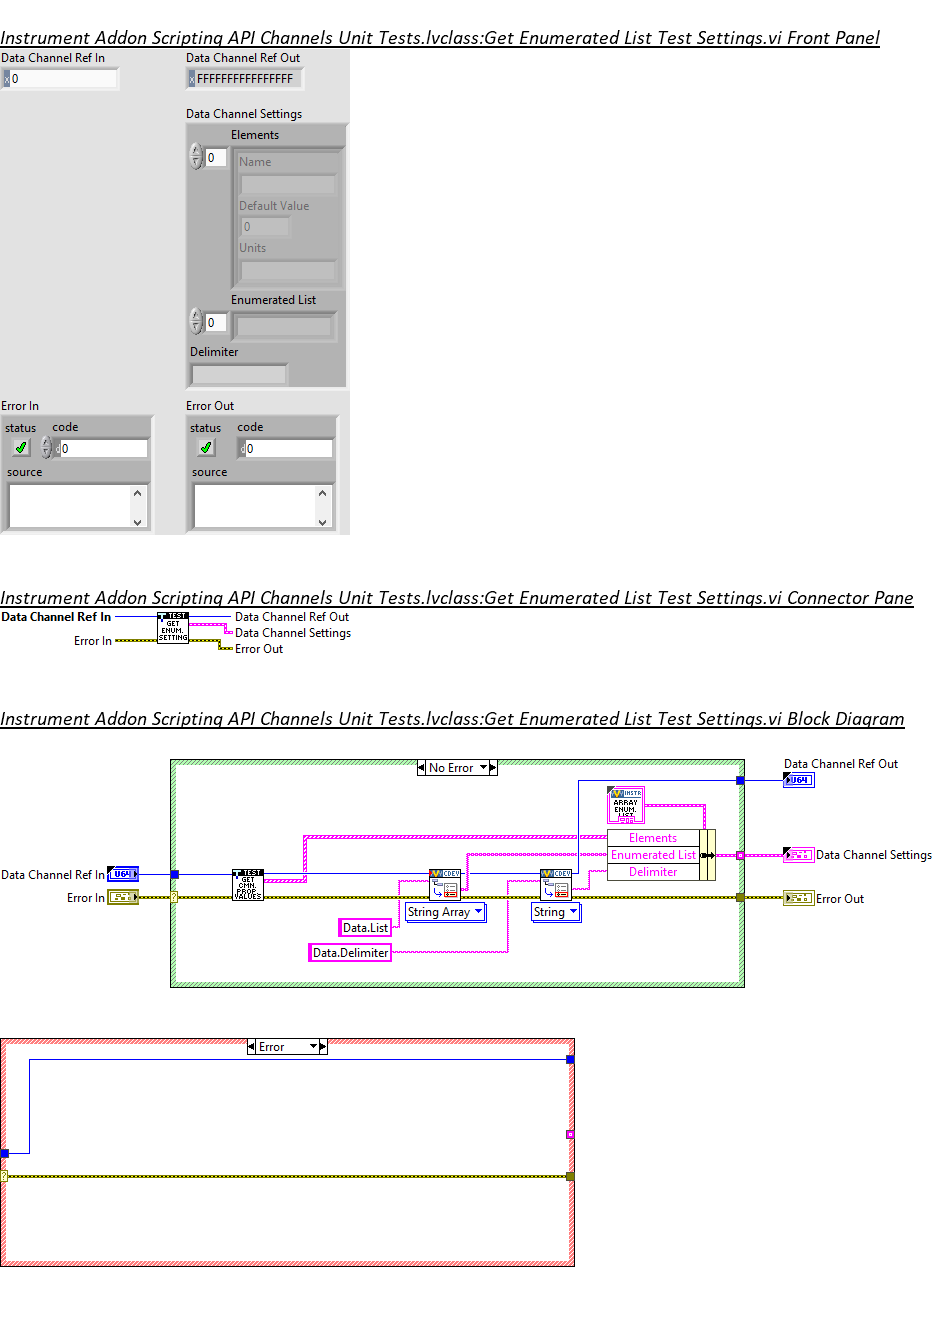 Instrument Addon Scripting API Channels Unit Tests.lvclass:Get Enumerated List Test Settings.vi Front Panel
Data Channel Ref In
Data Channel Ref Out
x 0
x FFFFFFFFFFFFFFFF
Data Channel Settings
Elements
0
Name
Default Value
0
Units
Enumerated List
0
Delimiter
Error In
Error Out
status code
status code
d 0
d 0
source
source
Instrument Addon Scripting API Channels Unit Tests.lvclass:Get Enumerated List Test Settings.vi Connector Pane
Data Channel Ref In
Data Channel Ref Out
TEST
GET
ENUM.
SETTING
Data Channel Settings
Error In
Error Out
Instrument Addon Scripting API Channels Unit Tests.lvclass:Get Enumerated List Test Settings.vi Block Diagram
No Error
Data Channel Ref Out
U64
INSTR
ARRAY
ENUM.
LIST
Elements
Enumerated List
Delimiter
Data Channel Settings
Data Channel Ref In
U64
TEST
GET
CMN.
PROP
VALUES
CDEV
CDEV
Error In
?
Error Out
String Array
String
Data.List
Data.Delimiter
Error
?